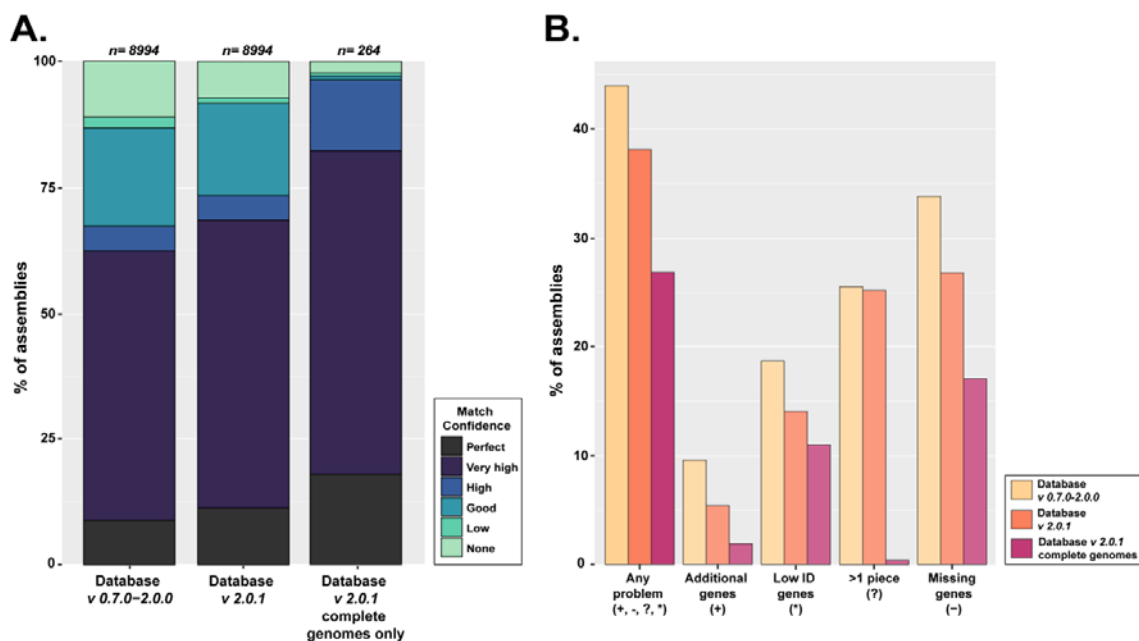 A.
n= 8994
n= 8994
n= 264
100
75
50
25
0
% of assemblies
Database
v 0.7.0−2.0.0
Database
v 2.0.1
Database
v 2.0.1
complete
genomes only
Match
Confidence
Perfect
Very high
High
Good
Low
None
B.
40
30
20
10
0
% of assemblies
Any
problem
(+, -, ?, *)
Additional
genes
(+)
Low ID
genes
(*)
>1 piece
(?)
Missing
genes
(−)
Database
v 0.7.0-2.0.0
Database
v 2.0.1
Database v 2.0.1
complete genomes